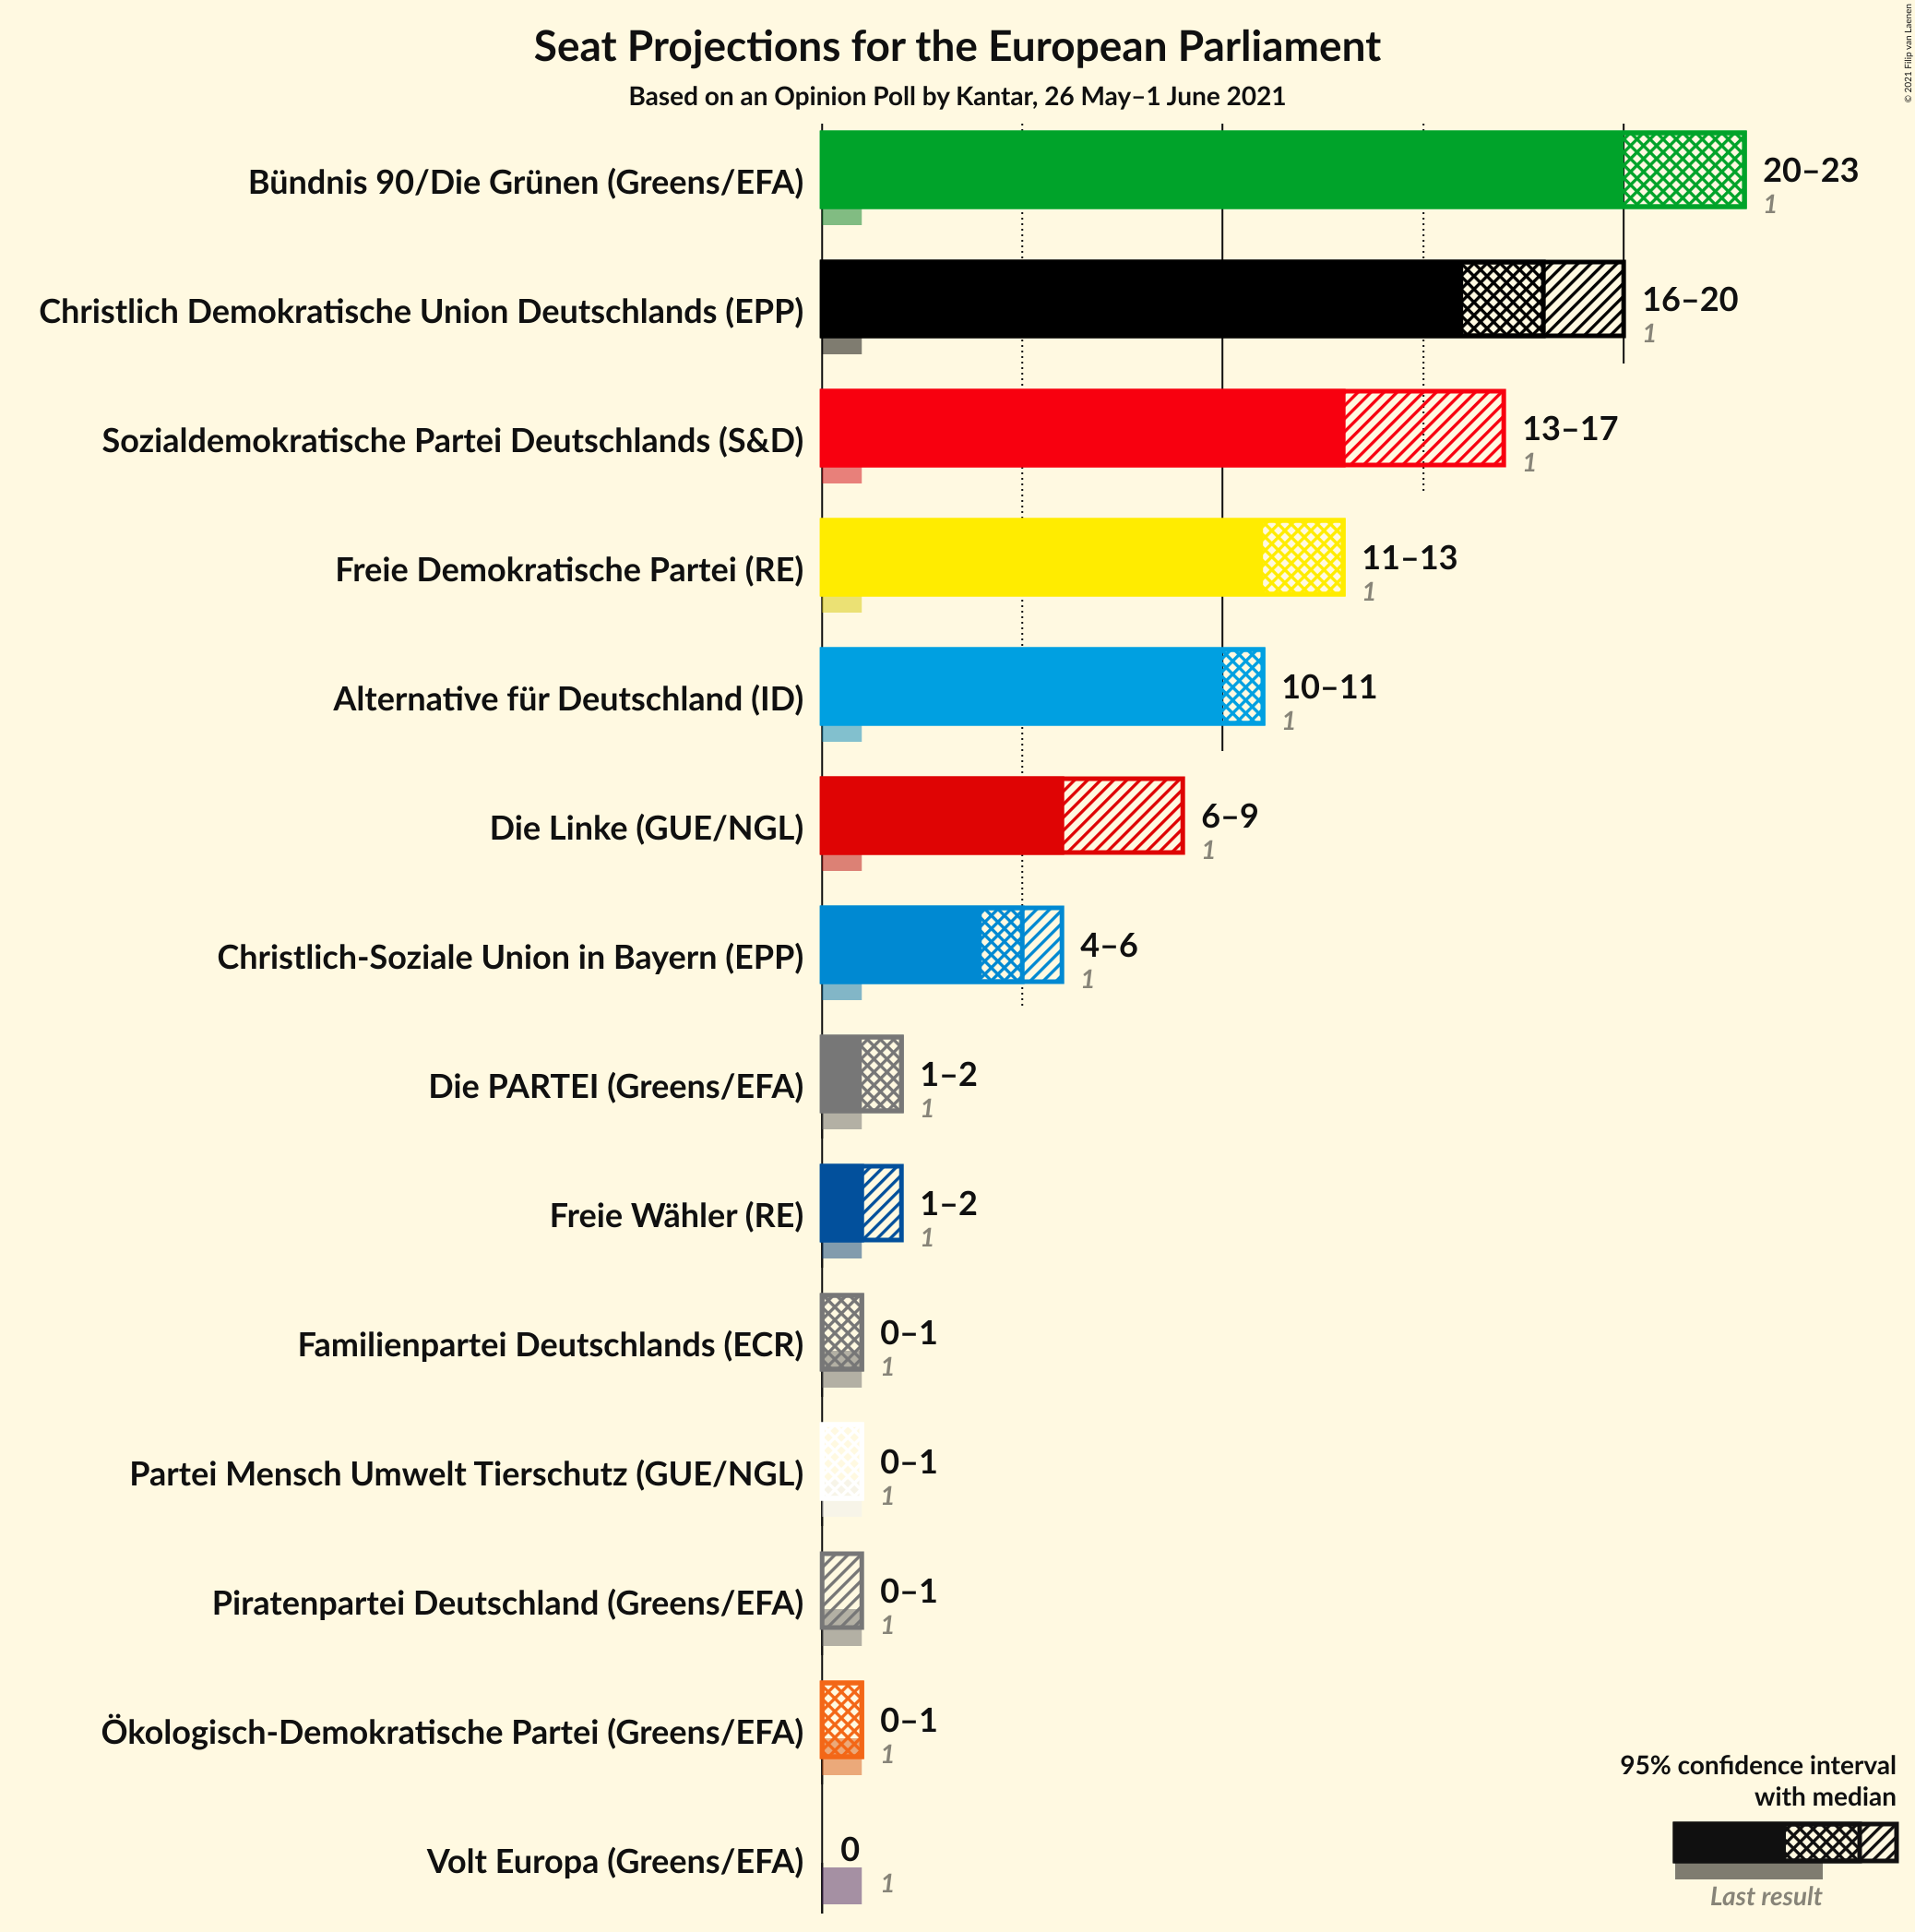 Seat Projections for the European Parliament
Based on an Opinion Poll by Kantar, 26 May–1 June 2021
© 2021 Filip van Laenen
Bündnis 90/Die Grünen (Greens/EFA)
20–23
1
Christlich Demokratische Union Deutschlands (EPP)
16–20
1
Sozialdemokratische Partei Deutschlands (S&D)
13–17
1
Freie Demokratische Partei (RE)
11–13
1
Alternative für Deutschland (ID)
10–11
1
Die Linke (GUE/NGL)
6–9
1
Christlich-Soziale Union in Bayern (EPP)
4–6
1
Die PARTEI (Greens/EFA)
1–2
1
Freie Wähler (RE)
1–2
1
Familienpartei Deutschlands (ECR)
0–1
1
Partei Mensch Umwelt Tierschutz (GUE/NGL)
0–1
1
Piratenpartei Deutschland (Greens/EFA)
0–1
1
Ökologisch-Demokratische Partei (Greens/EFA)
0–1
1
Volt Europa (Greens/EFA)
0
1
95% confidence interval
with median
Last result